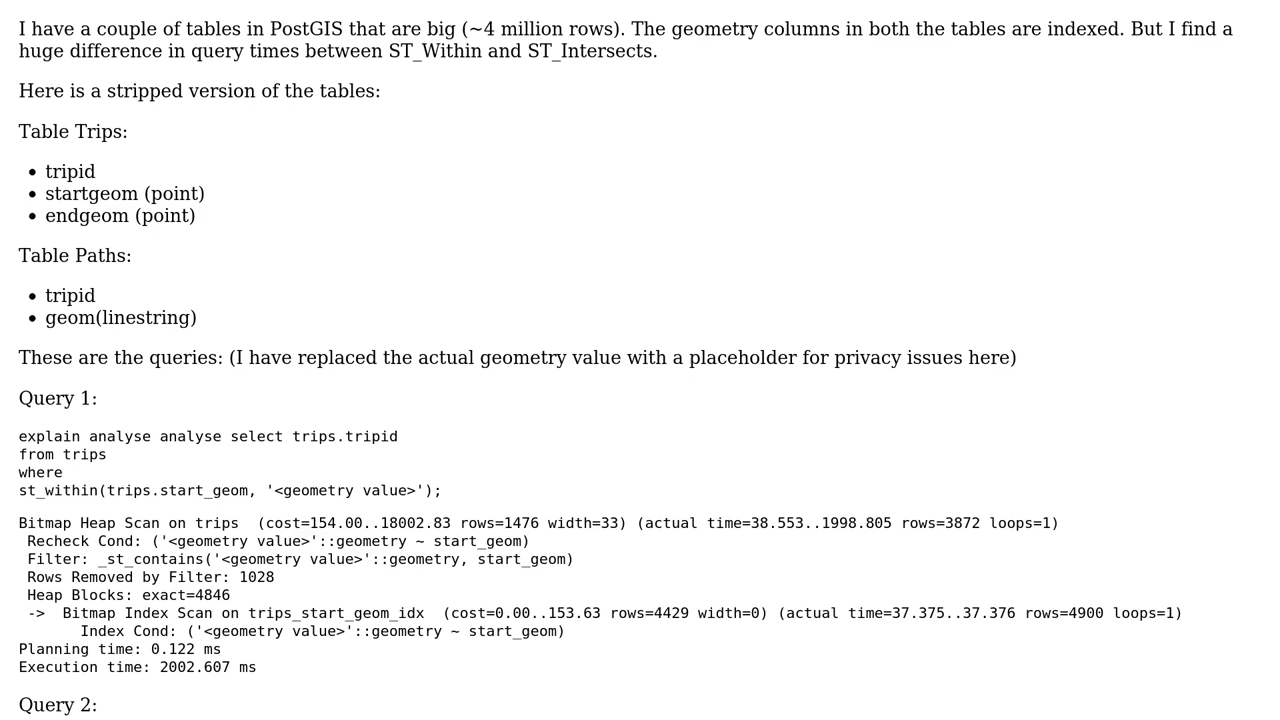 I have a couple of tables in PostGIS that are big (~4 million rows). The geometry columns in both the tables are indexed. But I find a
huge difference in query times between ST_Within and ST_Intersects.
Here is a stripped version of the tables:
Table Trips:
• tripid
• startgeom (point)
• endgeom (point)
Table Paths:
• tripid
• geom(linestring)
These are the queries: (I have replaced the actual geometry value with a placeholder for privacy issues here)
Query 1:
explain analyse analyse select trips.tripid
from trips
where
st_within(trips.start_geom, '<geometry value>');
Bitmap Heap Scan on trips  (cost=154.00..18002.83 rows=1476 width=33) (actual time=38.553..1998.805 rows=3872 loops=1)
 Recheck Cond: ('<geometry value>'::geometry ~ start_geom)
 Filter: _st_contains('<geometry value>'::geometry, start_geom)
 Rows Removed by Filter: 1028
 Heap Blocks: exact=4846
 ->  Bitmap Index Scan on trips_start_geom_idx  (cost=0.00..153.63 rows=4429 width=0) (actual time=37.375..37.376 rows=4900 loops=1)
       Index Cond: ('<geometry value>'::geometry ~ start_geom)
Planning time: 0.122 ms
Execution time: 2002.607 ms
Query 2: